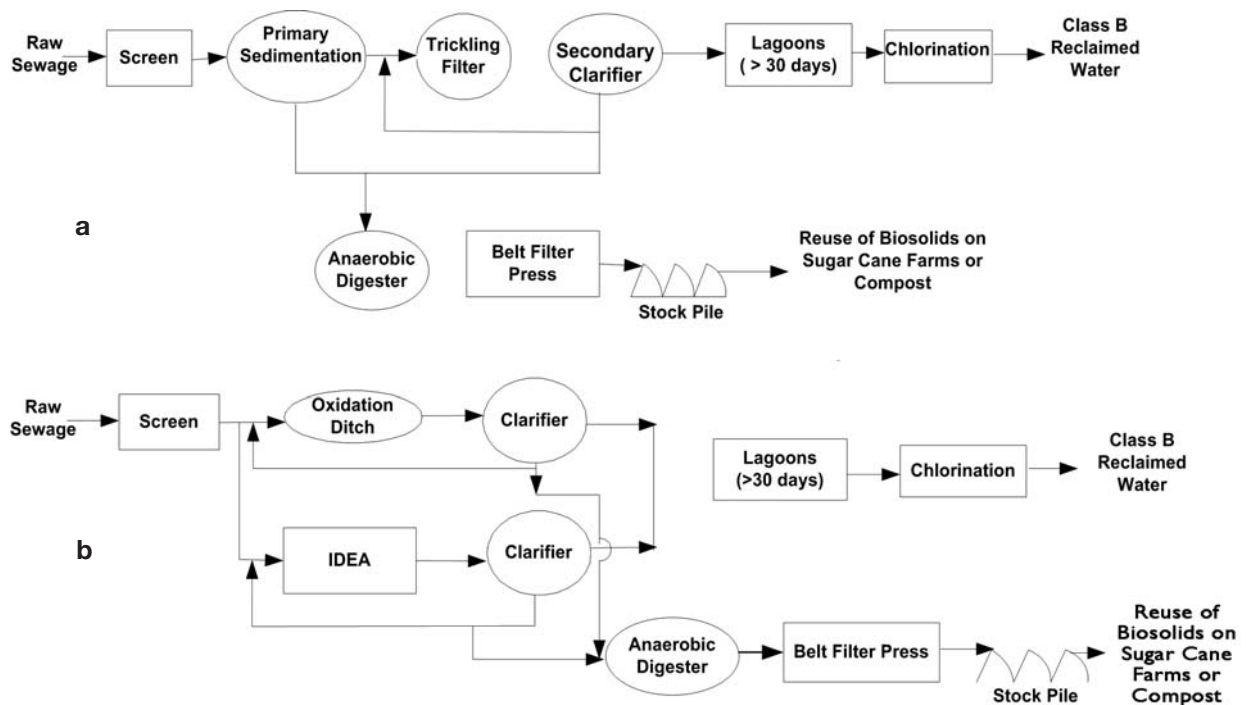 Raw
Sewage
Screen
Primary
Sedimentation
Trickling
Filter
Secondary
Clarifier
Lagoons
( > 30 days)
Chlorination
Class B
Reclaimed
Water
a
Anaerobic
Digester
Belt Filter
Press
Stock Pile
Reuse of Biosolids on
Sugar Cane Farms or
Compost
Raw
Sewage
Screen
Oxidation
Ditch
Clarifier
Lagoons
(>30 days)
Chlorination
Class B
Reclaimed
Water
b
IDEA
Clarifier
Anaerobic
Digester
Belt Filter Press
Stock Pile
Reuse of
Biosolids on
Sugar Cane
Farms or
Compost